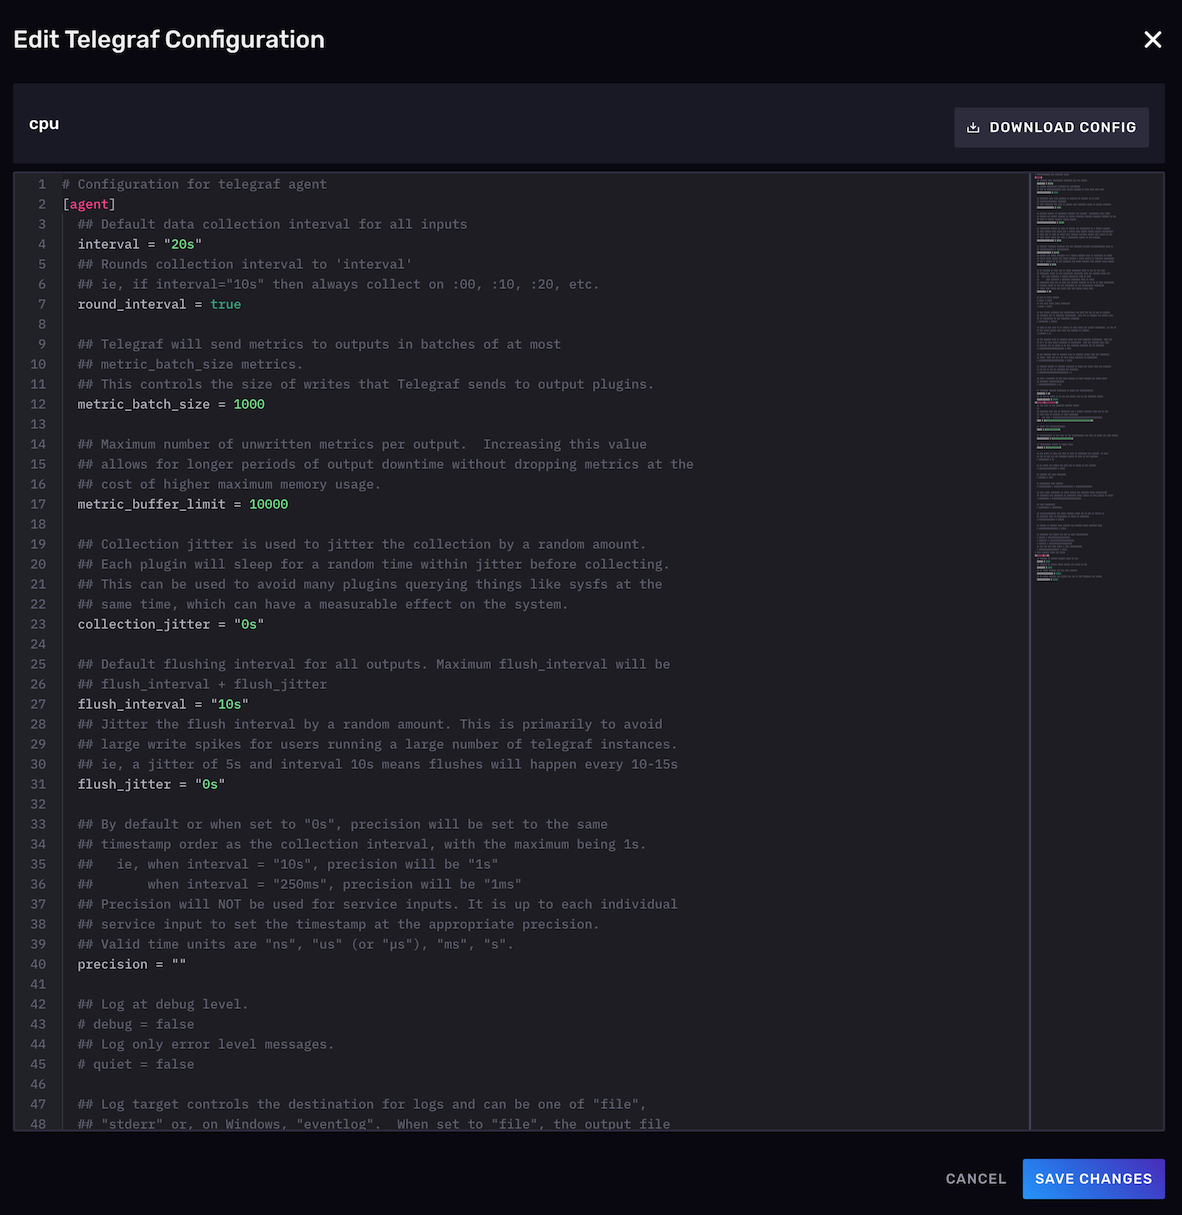 Edit Telegraf Configuration
cpu
DOWNLOAD CONFIG
1 # Configuration for telegraf agent
2 [agent]
3 ## Default data collection interval for all inputs
4 interval = "20s"
5 ## Rounds collection interval to 'interval'
6 ## ie, if interval="10s" then always collect on :00, :10, :20, etc.
7 round_interval = true
8
9 ## Telegraf will send metrics to outputs in batches of at most
10 ## metric_batch_size metrics.
11 ## This controls the size of writes that Telegraf sends to output plugins.
12 metric_batch_size = 1000
13
14 ## Maximum number of unwritten metrics per output.  Increasing this value
15 ## allows for longer periods of output downtime without dropping metrics at the
16 ## cost of higher maximum memory usage.
17 metric_buffer_limit = 10000
18
19 ## Collection jitter is used to jitter the collection by a random amount.
20 ## Each plugin will sleep for a random time within jitter before collecting.
21 ## This can be used to avoid many plugins querying things like sysfs at the
22 ## same time, which can have a measurable effect on the system.
23 collection_jitter = "0s"
24
25 ## Default flushing interval for all outputs. Maximum flush_interval will be
26 ## flush_interval + flush_jitter
27 flush_interval = "10s"
28 ## Jitter the flush interval by a random amount. This is primarily to avoid
29 ## large write spikes for users running a large number of telegraf instances.
30 ## ie, a jitter of 5s and interval 10s means flushes will happen every 10-15s
31 flush_jitter = "0s"
32
33 ## By default or when set to "0s", precision will be set to the same
34 ## timestamp order as the collection interval, with the maximum being 1s.
35 ##   ie, when interval = "10s", precision will be "1s"
36 ##       when interval = "250ms", precision will be "1ms"
37 ## Precision will NOT be used for service inputs. It is up to each individual
38 ## service input to set the timestamp at the appropriate precision.
39 ## Valid time units are "ns", "us" (or "µs"), "ms", "s".
40 precision = ""
41
42 ## Log at debug level.
43 # debug = false
44 ## Log only error level messages.
45 # quiet = false
46
47 ## Log target controls the destination for logs and can be one of "file",
48 ## "stderr" or, on Windows, "eventlog".  When set to "file", the output file
CANCEL
SAVE CHANGES